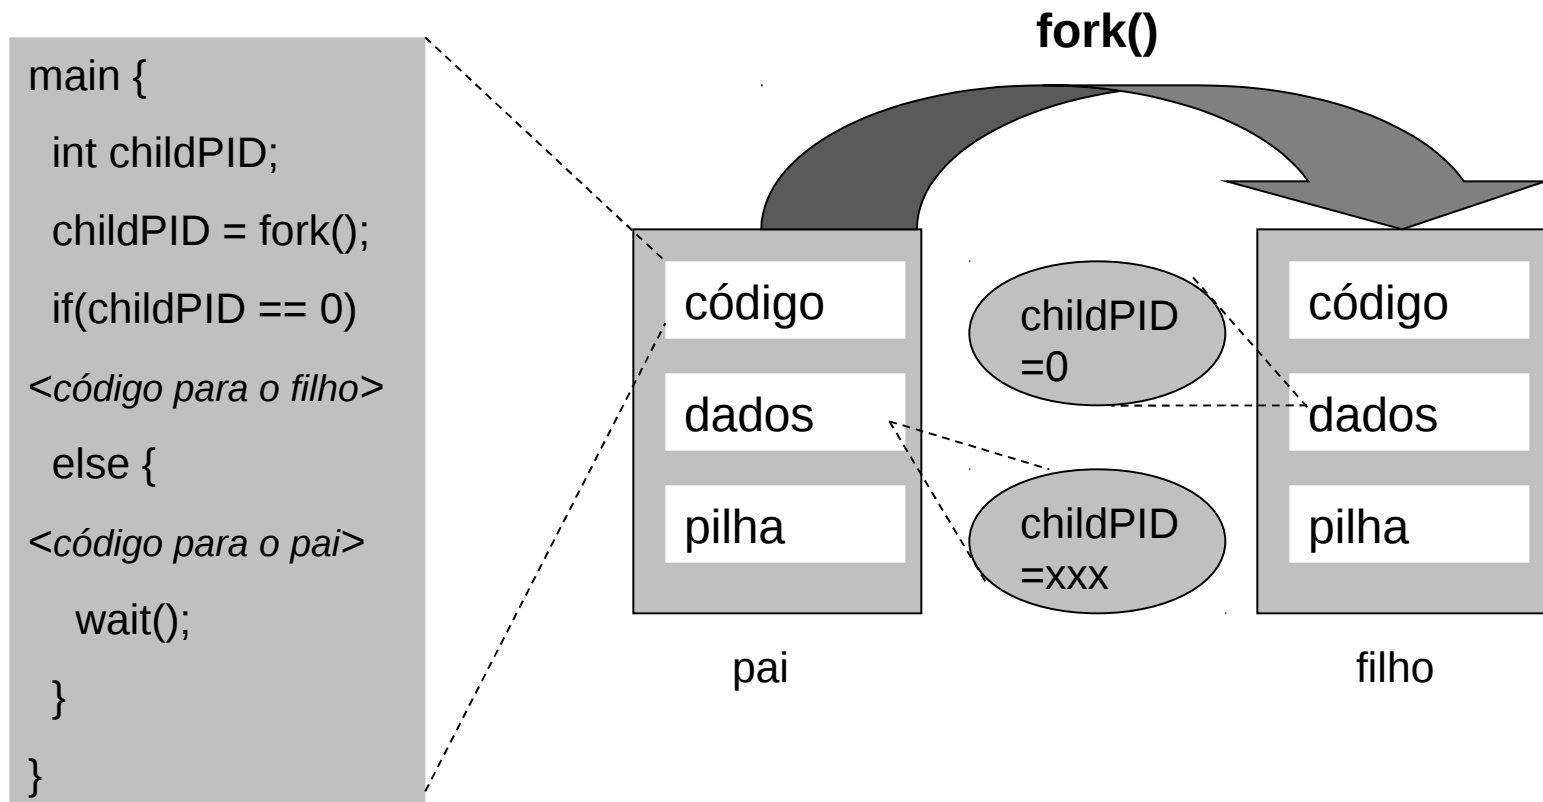 fork()
main {
int childPID;
childPID = fork();
if(childPID == 0)
<código para o filho>
else {
<código para o pai>
wait();
}
}
código
dados
pilha
pai
childPID
=0
childPID
=xxx
código
dados
pilha
filho